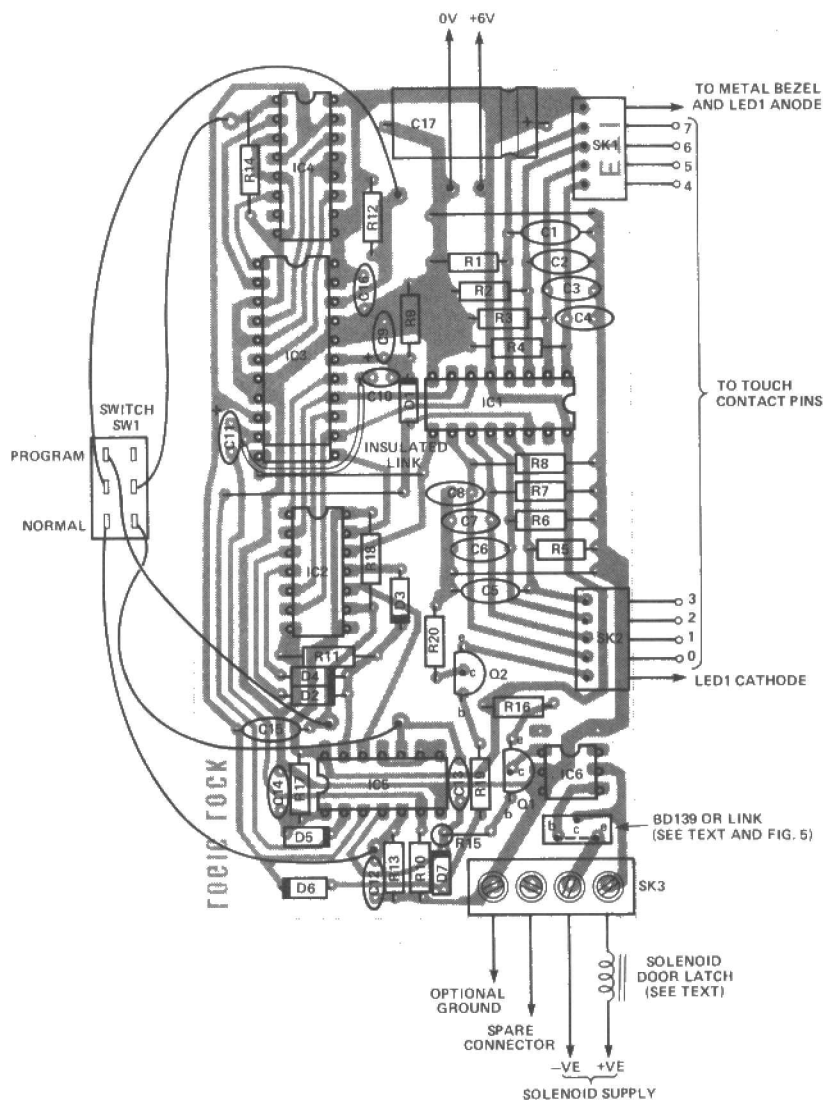 0V +6V
TO METAL BEZEL
AND LED1 ANODE
C17
+
SK1
7
6
5
4
R14
IC4
R12
C1
R1
C2
R2
C3
C16
R3
C4
R9
C9
R4
IC3
+
C10
D1
IC1
TO TOUCH
CONTACT PINS
SWITCH
SW1
+
C11
PROGRAM
INSULATED
LINK
R8
C8
R7
NORMAL
C7
R6
R18
C6
R5
IC2
D3
C5
3
2
SK2
1
0
R20
R11
e
c
Q2
D4
LED1 CATHODE
D2
b
R16
C15
e
IC6
C14
R17
IC5
C13
R19
c
Q1
b
LOGIC LOCK
BD139 OR LINK
(SEE TEXT AND FIG. 5)
b
c
e
D5
R15
C12
R13
R10
D7
D6
SK3
OPTIONAL
GROUND
SOLENOID
DOOR LATCH
(SEE TEXT)
SPARE
CONNECTOR
–VE +VE
SOLENOID SUPPLY